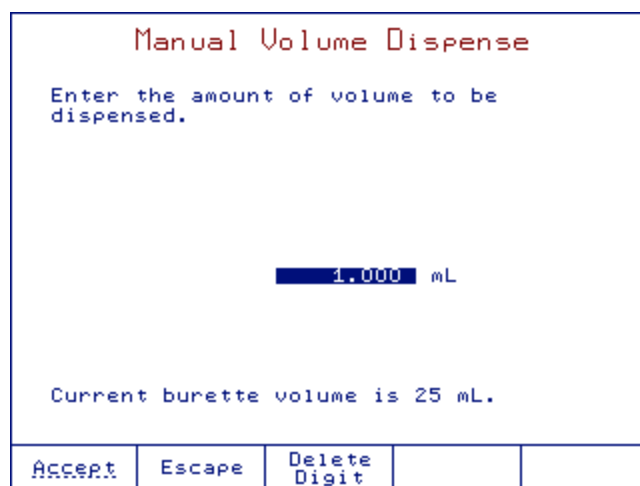 Manual Volume Dispense
Enter the amount of volume to be
dispensed.
1.000 mL
Current burette volume is 25 mL.
Accept Escape Delete
Digit